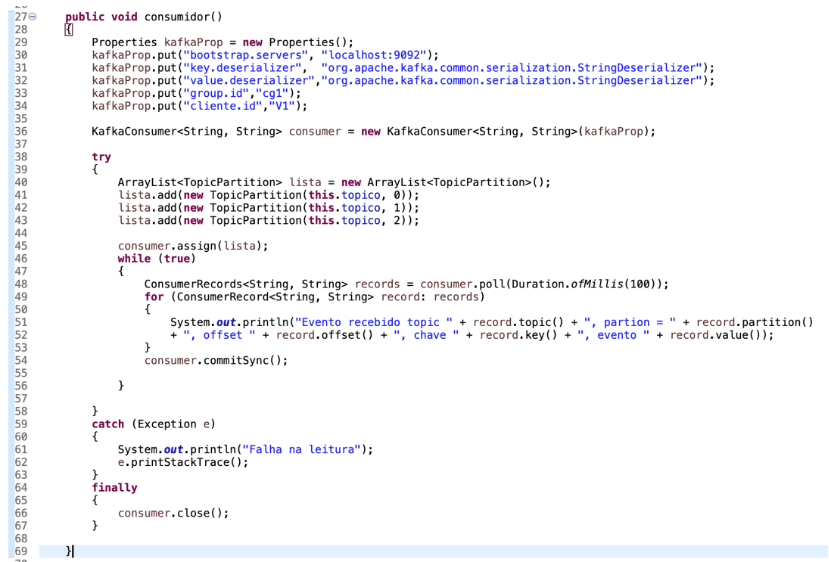 27 public void consumidor()
28 {
29 Properties kafkaProp = new Properties();
30 kafkaProp.put("bootstrap.servers", "localhost:9092");
31 kafkaProp.put("key.deserializer", "org.apache.kafka.common.serialization.StringDeserializer");
32 kafkaProp.put("value.deserializer","org.apache.kafka.common.serialization.StringDeserializer");
33 kafkaProp.put("group.id","cg1");
34 kafkaProp.put("cliente.id","V1");
35
36 KafkaConsumer<String, String> consumer = new KafkaConsumer<String, String>(kafkaProp);
37
38 try
39 {
40 ArrayList<TopicPartition> lista = new ArrayList<TopicPartition>();
41 lista.add(new TopicPartition(this.topico, 0));
42 lista.add(new TopicPartition(this.topico, 1));
43 lista.add(new TopicPartition(this.topico, 2));
44
45 consumer.assign(lista);
46 while (true)
47 {
48 ConsumerRecords<String, String> records = consumer.poll(Duration.ofMillis(100));
49 for (ConsumerRecord<String, String> record: records)
50 {
51 System.out.println("Evento recebido topic " + record.topic() + ", partion = " + record.partition()
52 + ", offset " + record.offset() + ", chave " + record.key() + ", evento " + record.value());
53 }
54 consumer.commitSync();
55
56 }
57
58 }
59 catch (Exception e)
60 {
61 System.out.println("Falha na leitura");
62 e.printStackTrace();
63 }
64 finally
65 {
66 consumer.close();
67 }
68
69 }